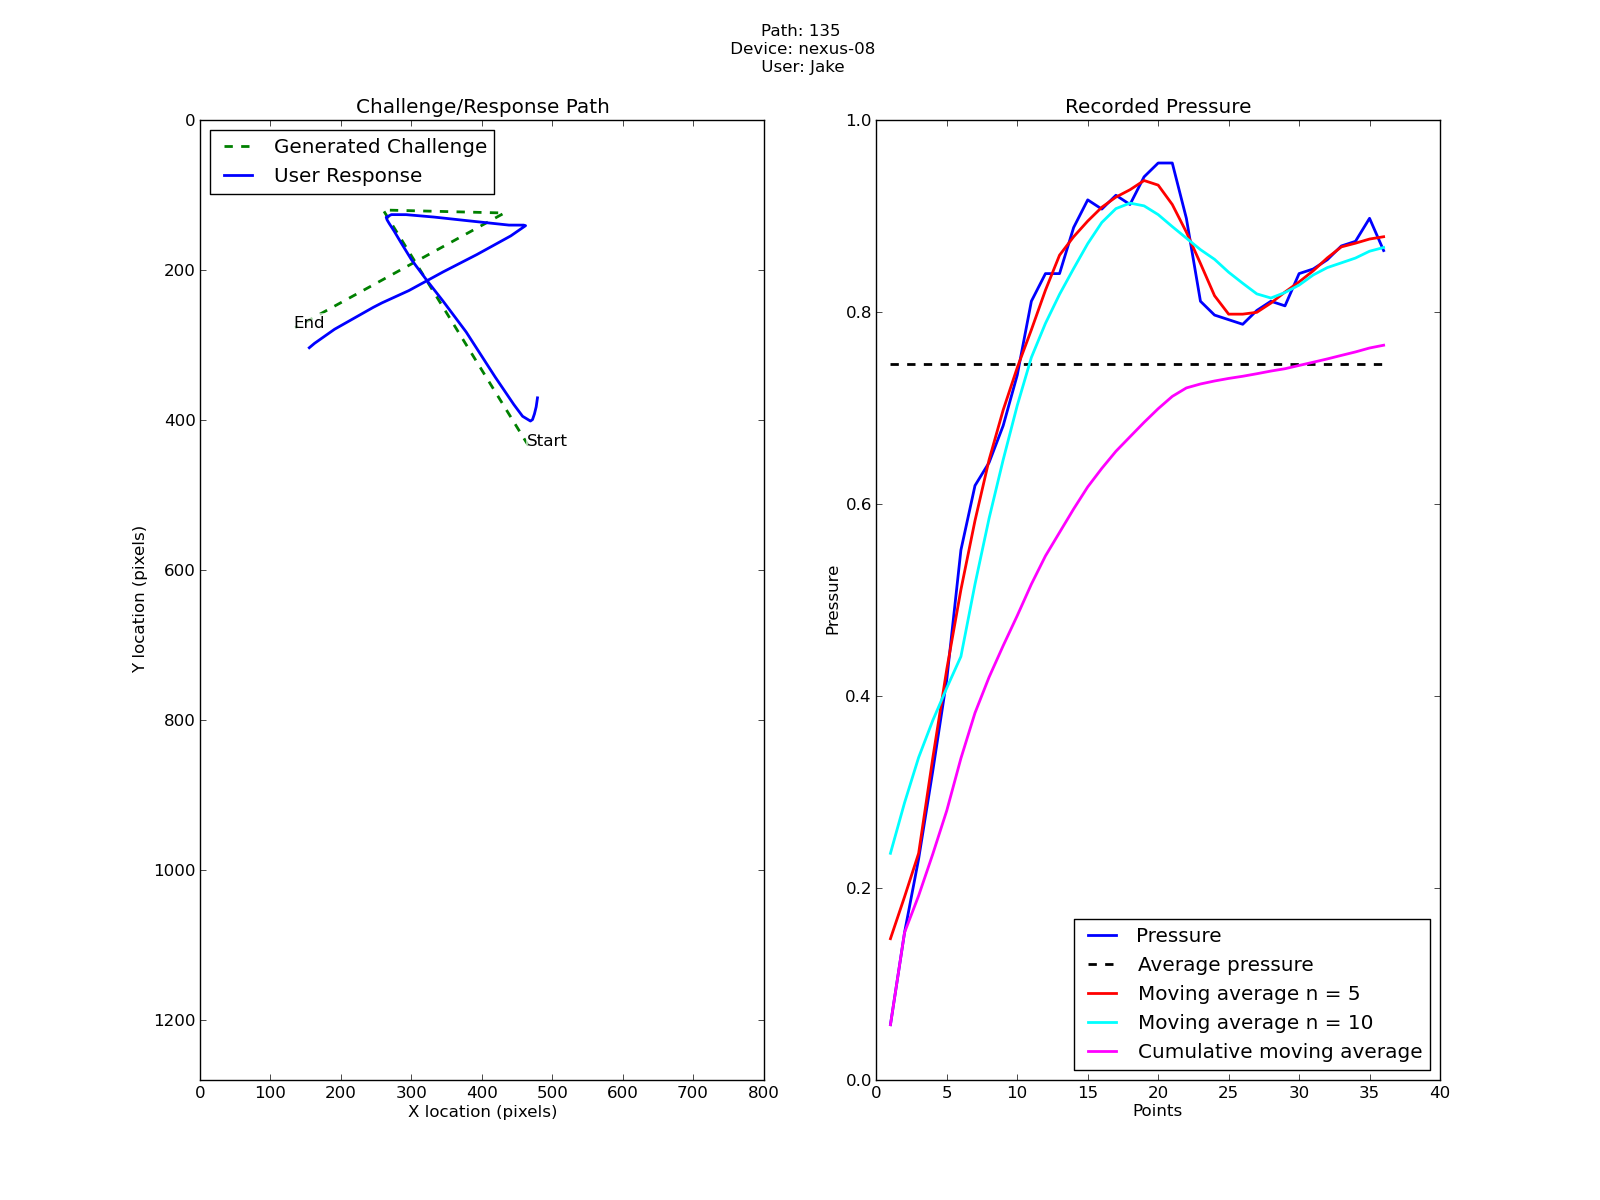 Path: 135
Device: nexus-08
User: Jake
Challenge/Response Path
0
200
400
600
800
1000
1200
Y location (pixels)
Generated Challenge
User Response
End
Start
0 100 200 300 400 500 600 700 800
X location (pixels)
Recorded Pressure
1.0
0.8
0.6
0.4
0.2
0.0
Pressure
Pressure
Average pressure
Moving average n = 5
Moving average n = 10
Cumulative moving average
0 5 10 15 20 25 30 35 40
Points